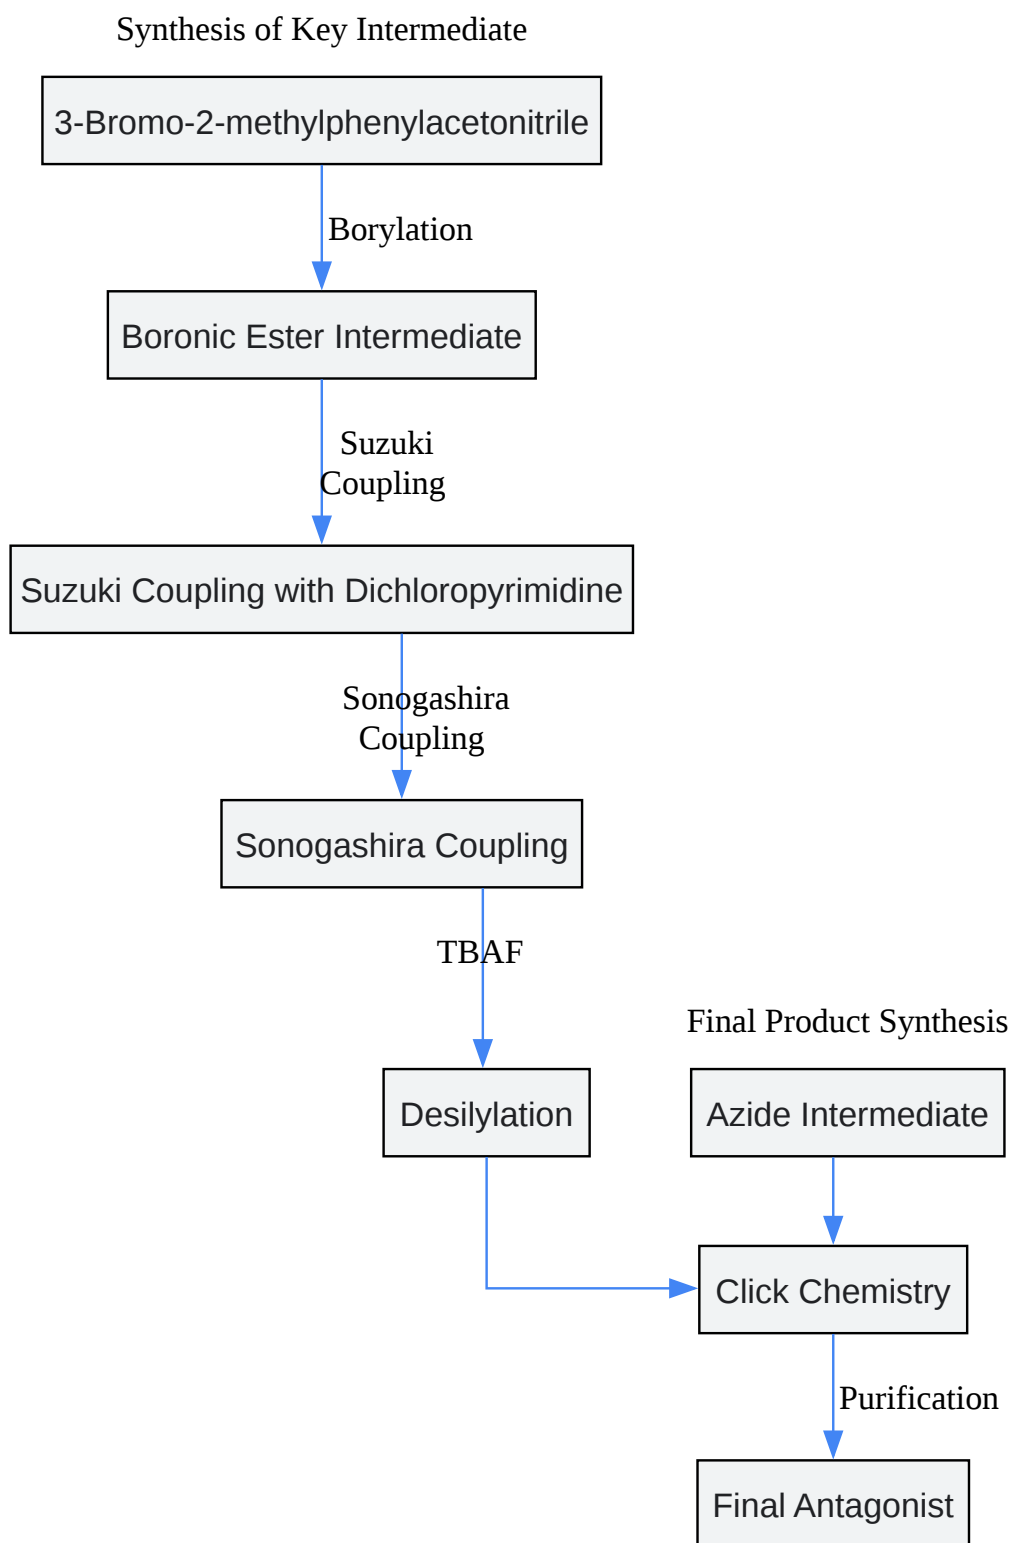 Synthesis of Key Intermediate
3-Bromo-2-methylphenylacetonitrile
Borylation
Boronic Ester Intermediate
Suzuki
Coupling
Suzuki Coupling with Dichloropyrimidine
Sonogashira
Coupling
Sonogashira Coupling
TBAF
Final Product Synthesis
Desilylation
Azide Intermediate
Click Chemistry
Purification
Final Antagonist